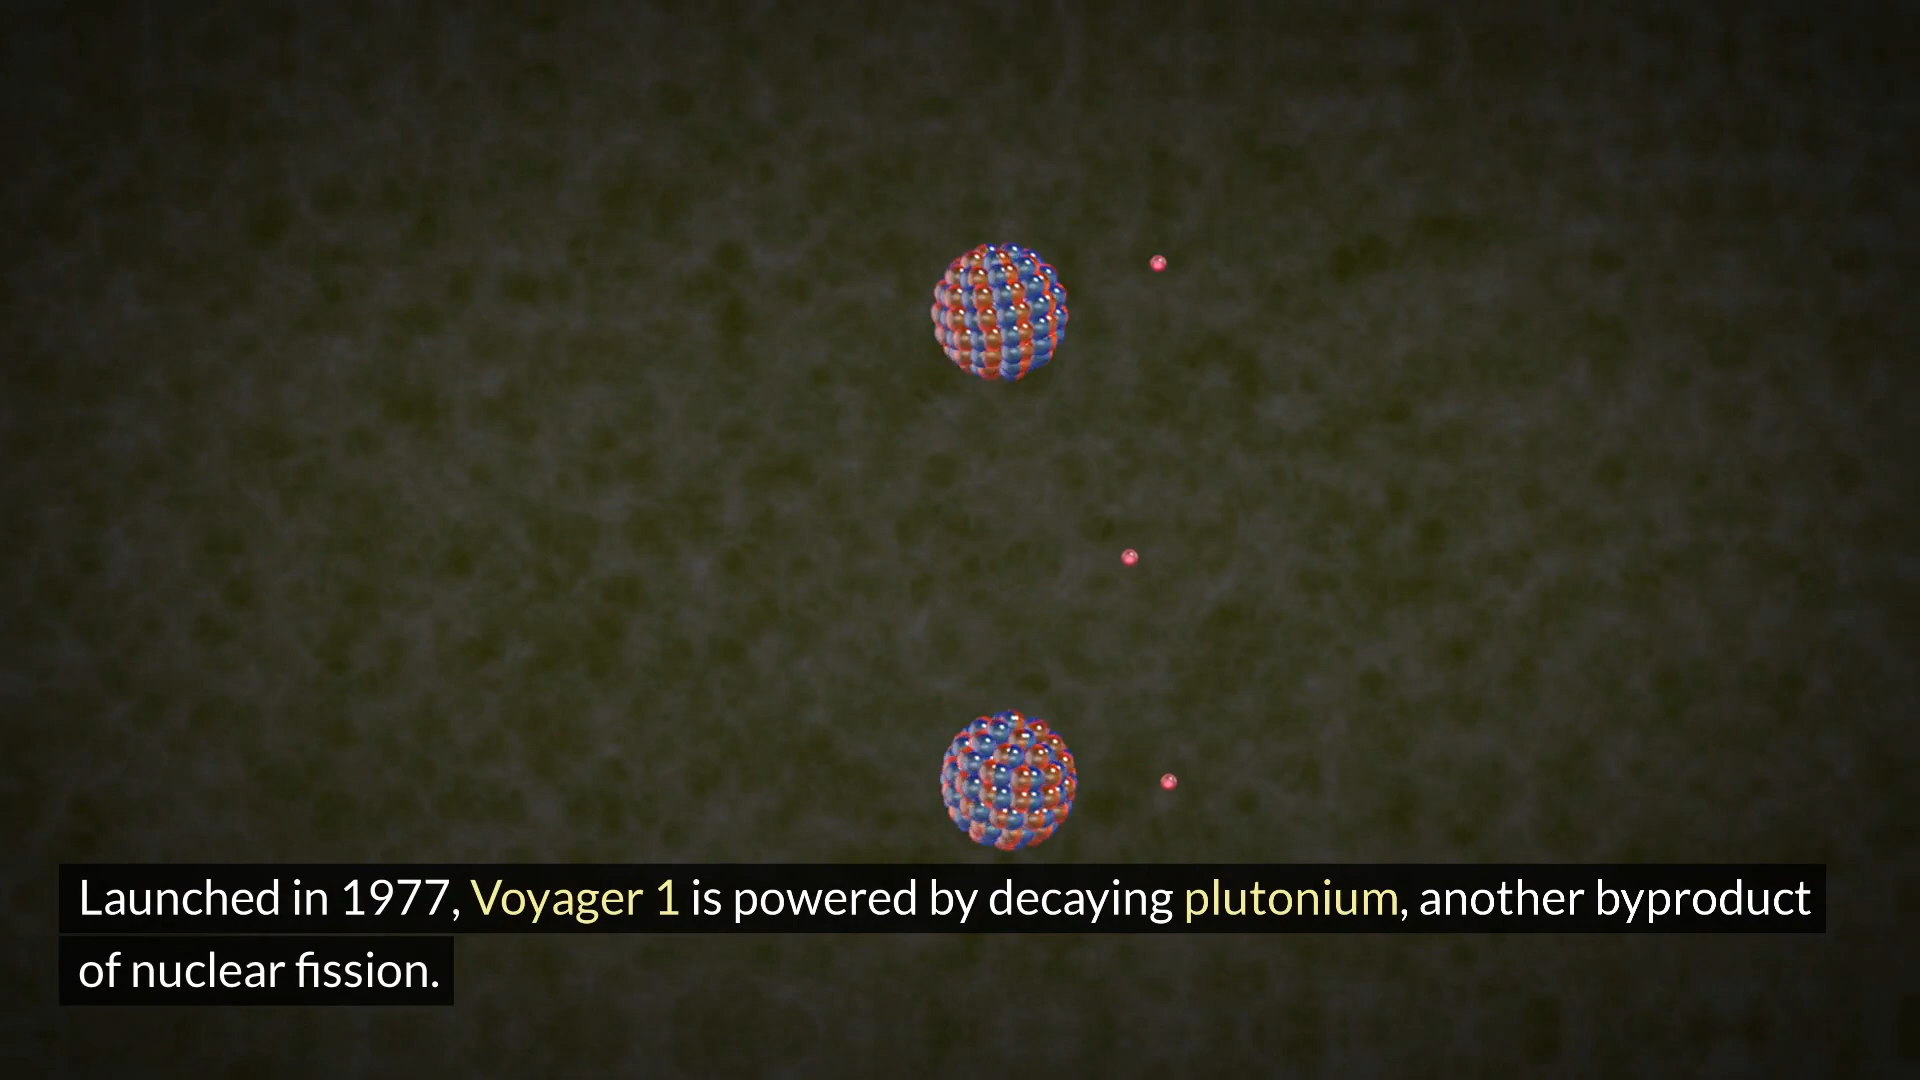 Launched in 1977, Voyager 1 is powered by decaying plutonium, another byproduct
of nuclear fission.